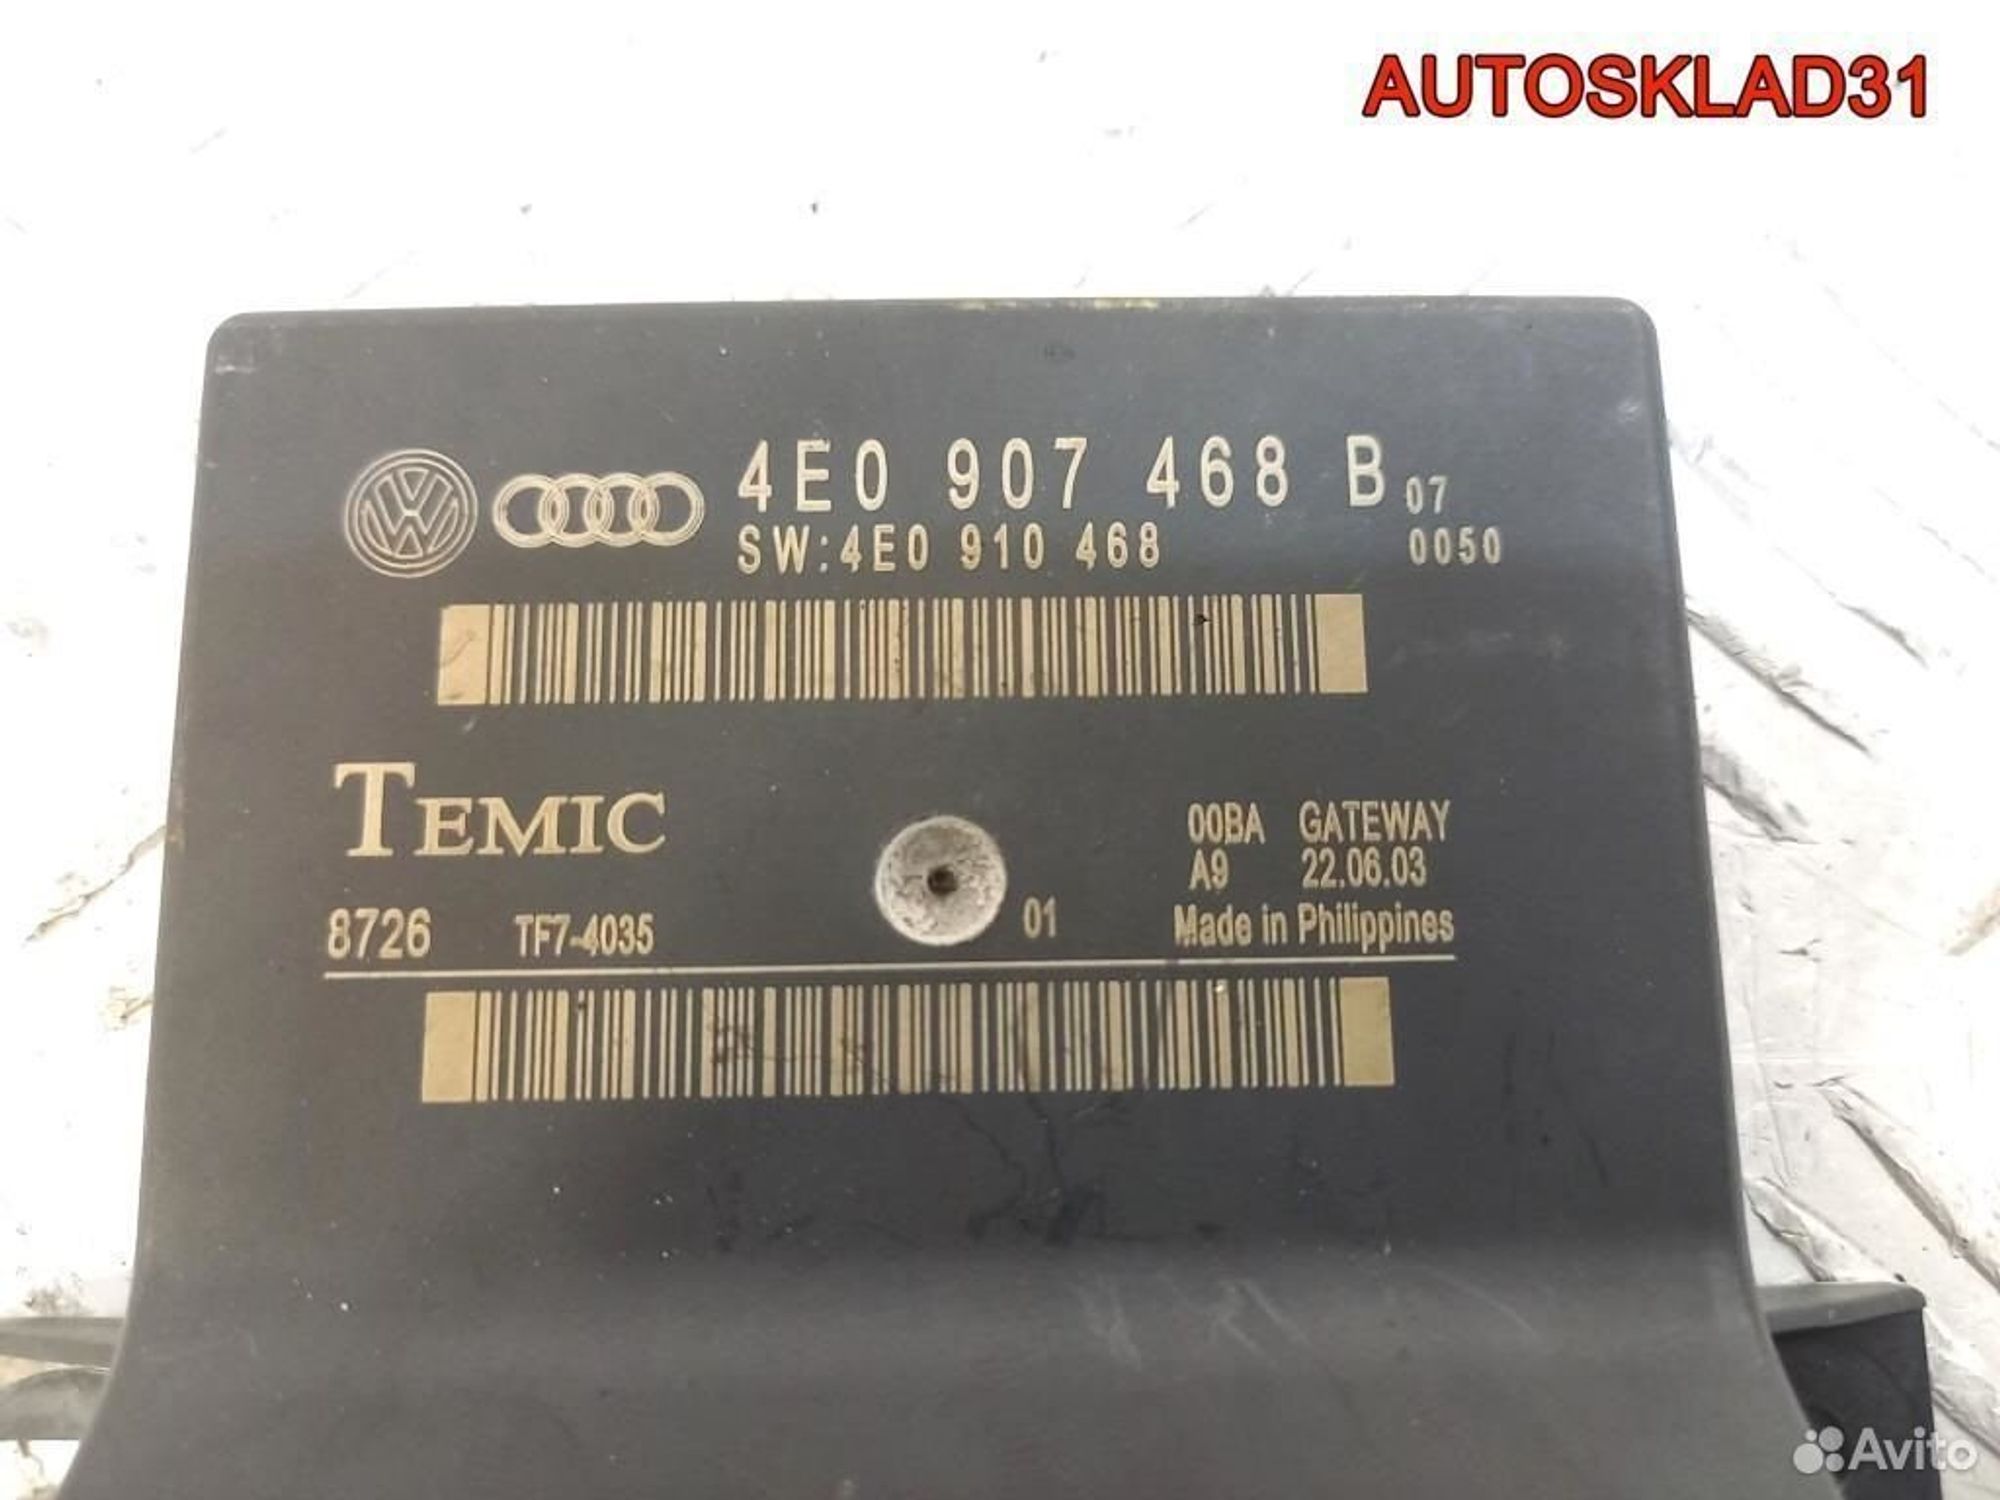 AUTOSKLAD31
4E0 907 468 B 07
SW:4E0 910 468 0050
TEMIC
00BA GATEWAY
A9 22.06.03
8726 TF7-4035 01 Made in Philippines
Avito